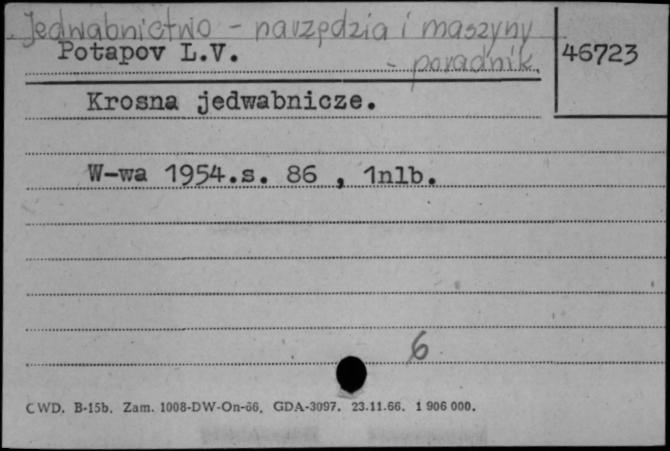 Jedwabnictwo - narzędzia i maszyny
- poradnik
Potapov L.V.
46723
Krosna jedwabnicze.
W-wa 1954.s. 86 , 1nlb.
6
CWD. B-15b. Zam. 1008-DW-On-66. GDA-3097. 23.11.66. 1 906 000.